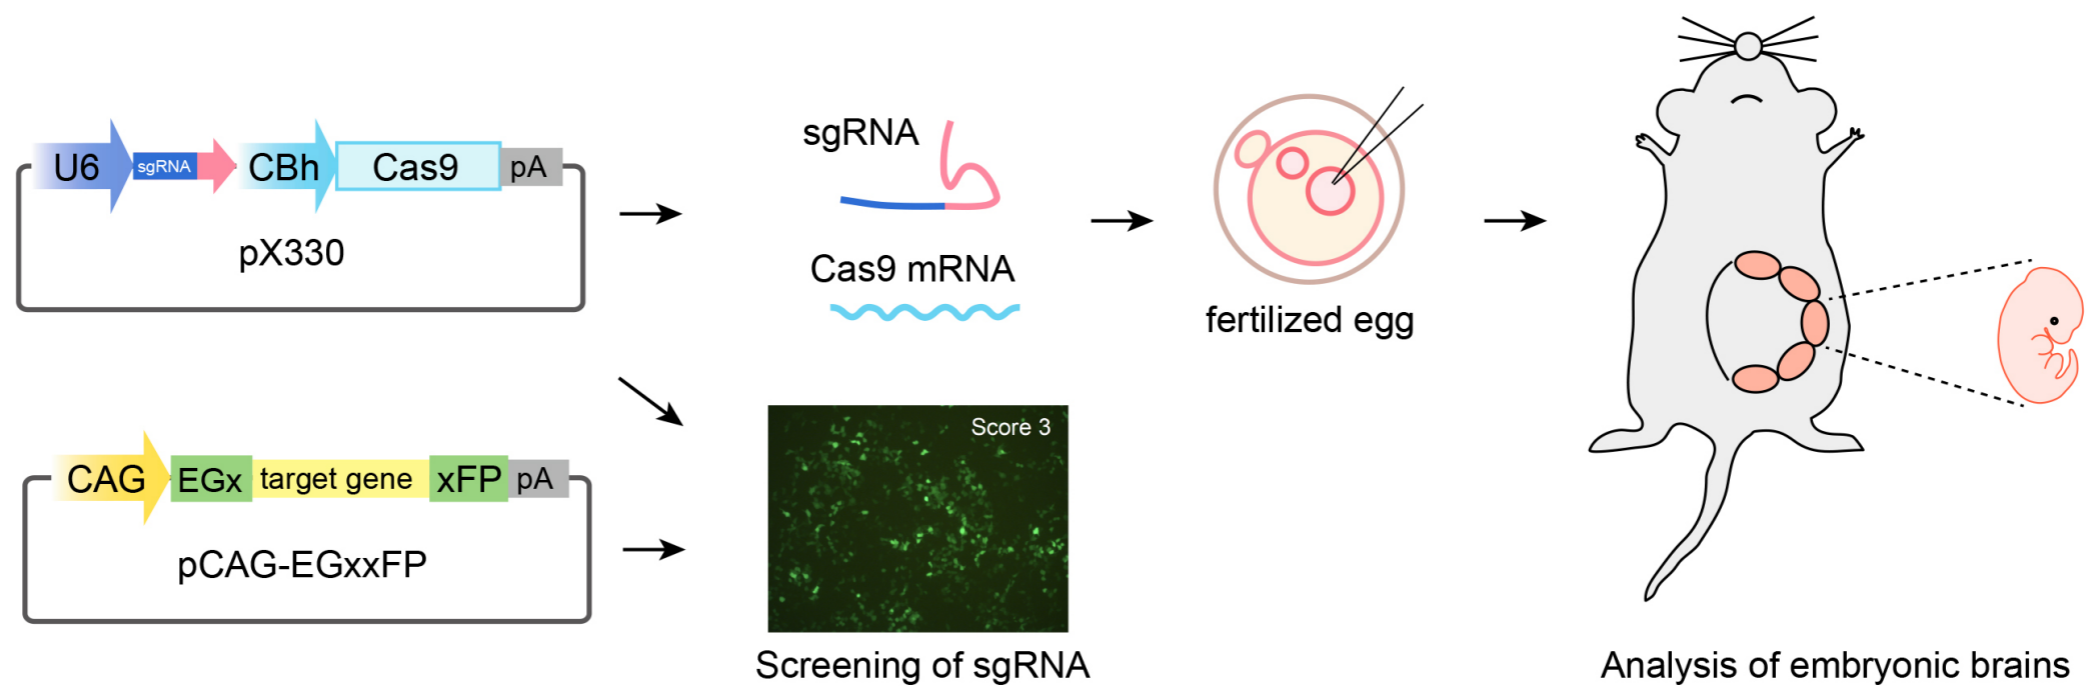 U6
sgRNA
CBh
Cas9
pA
pX330
sgRNA
Cas9 mRNA
fertilized egg
CAG
EGx
target gene
xFP
pA
pCAG-EGxxFP
Score 3
Screening of sgRNA
Analysis of embryonic brains